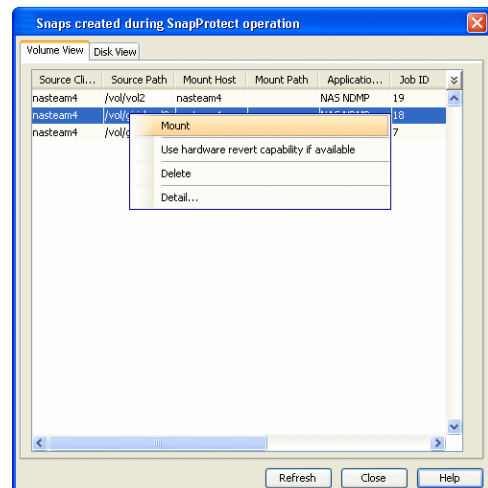 Snaps created during SnapProtect operation
Volume View Disk View
Source Cli... Source Path Mount Host Mount Path Applicatio... Job ID
nasteam4 /vol/vol2 nasteam4 NAS NDMP 19
nasteam4 18
nasteam4 7
Mount
Use hardware revert capability if available
Delete
Detail...
Refresh Close Help